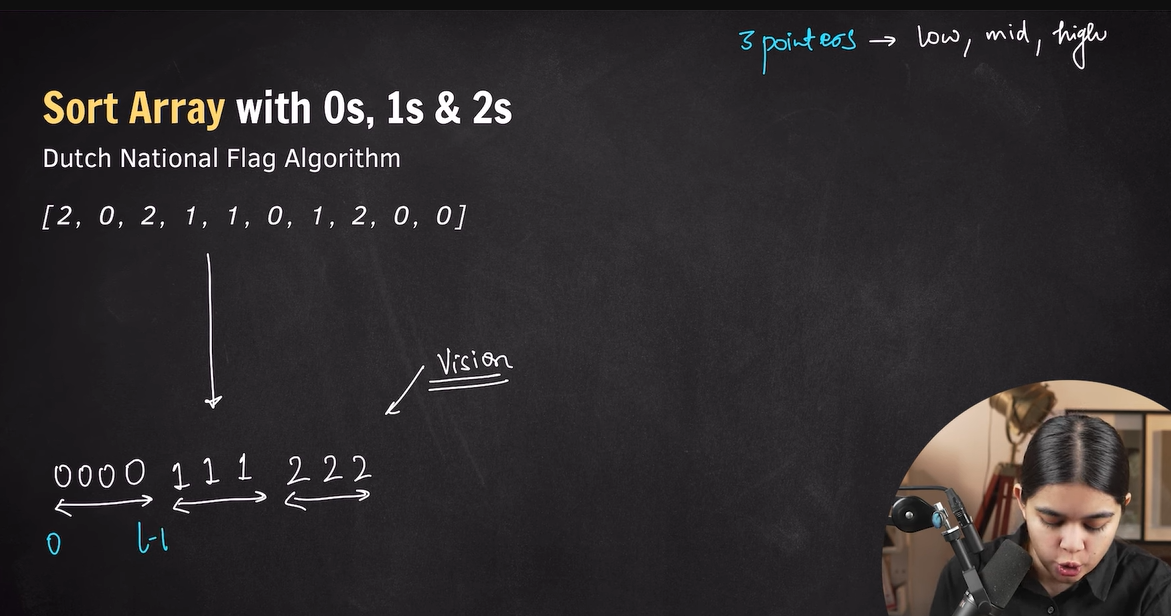 3 pointers → low, mid, high
Sort Array with 0s, 1s & 2s
Dutch National Flag Algorithm
[2, 0, 2, 1, 1, 0, 1, 2, 0, 0]
Vision
0000 111 222
0 l-1